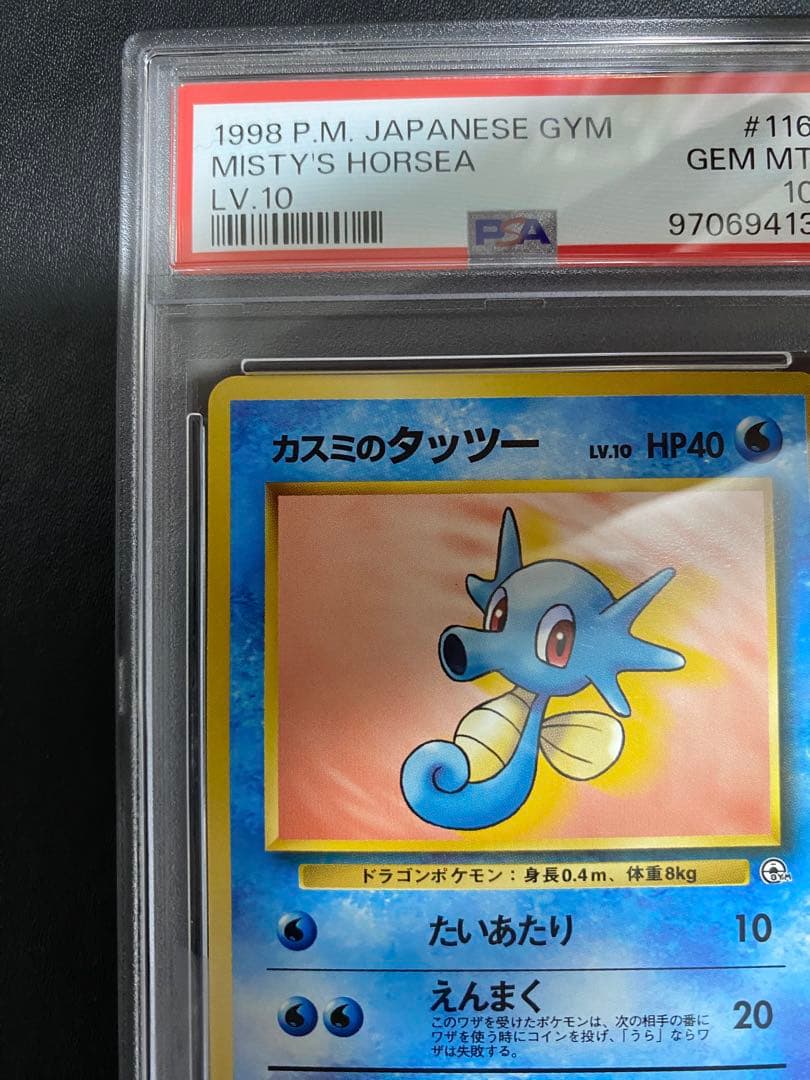 1998 P.M. JAPANESE GYM #116
MISTY'S HORSEA GEM MT
LV.10 10
PSA 97069413
カスミのタッツー LV.10 HP40
ドラゴンポケモン：身長0.4m、体重8kg
GYM
たいあたり 10
えんまく 20
このワザを受けたポケモンは、次の相手の番に
ワザを使う時にコインを投げ、「うら」ならワ
ザは失敗する。